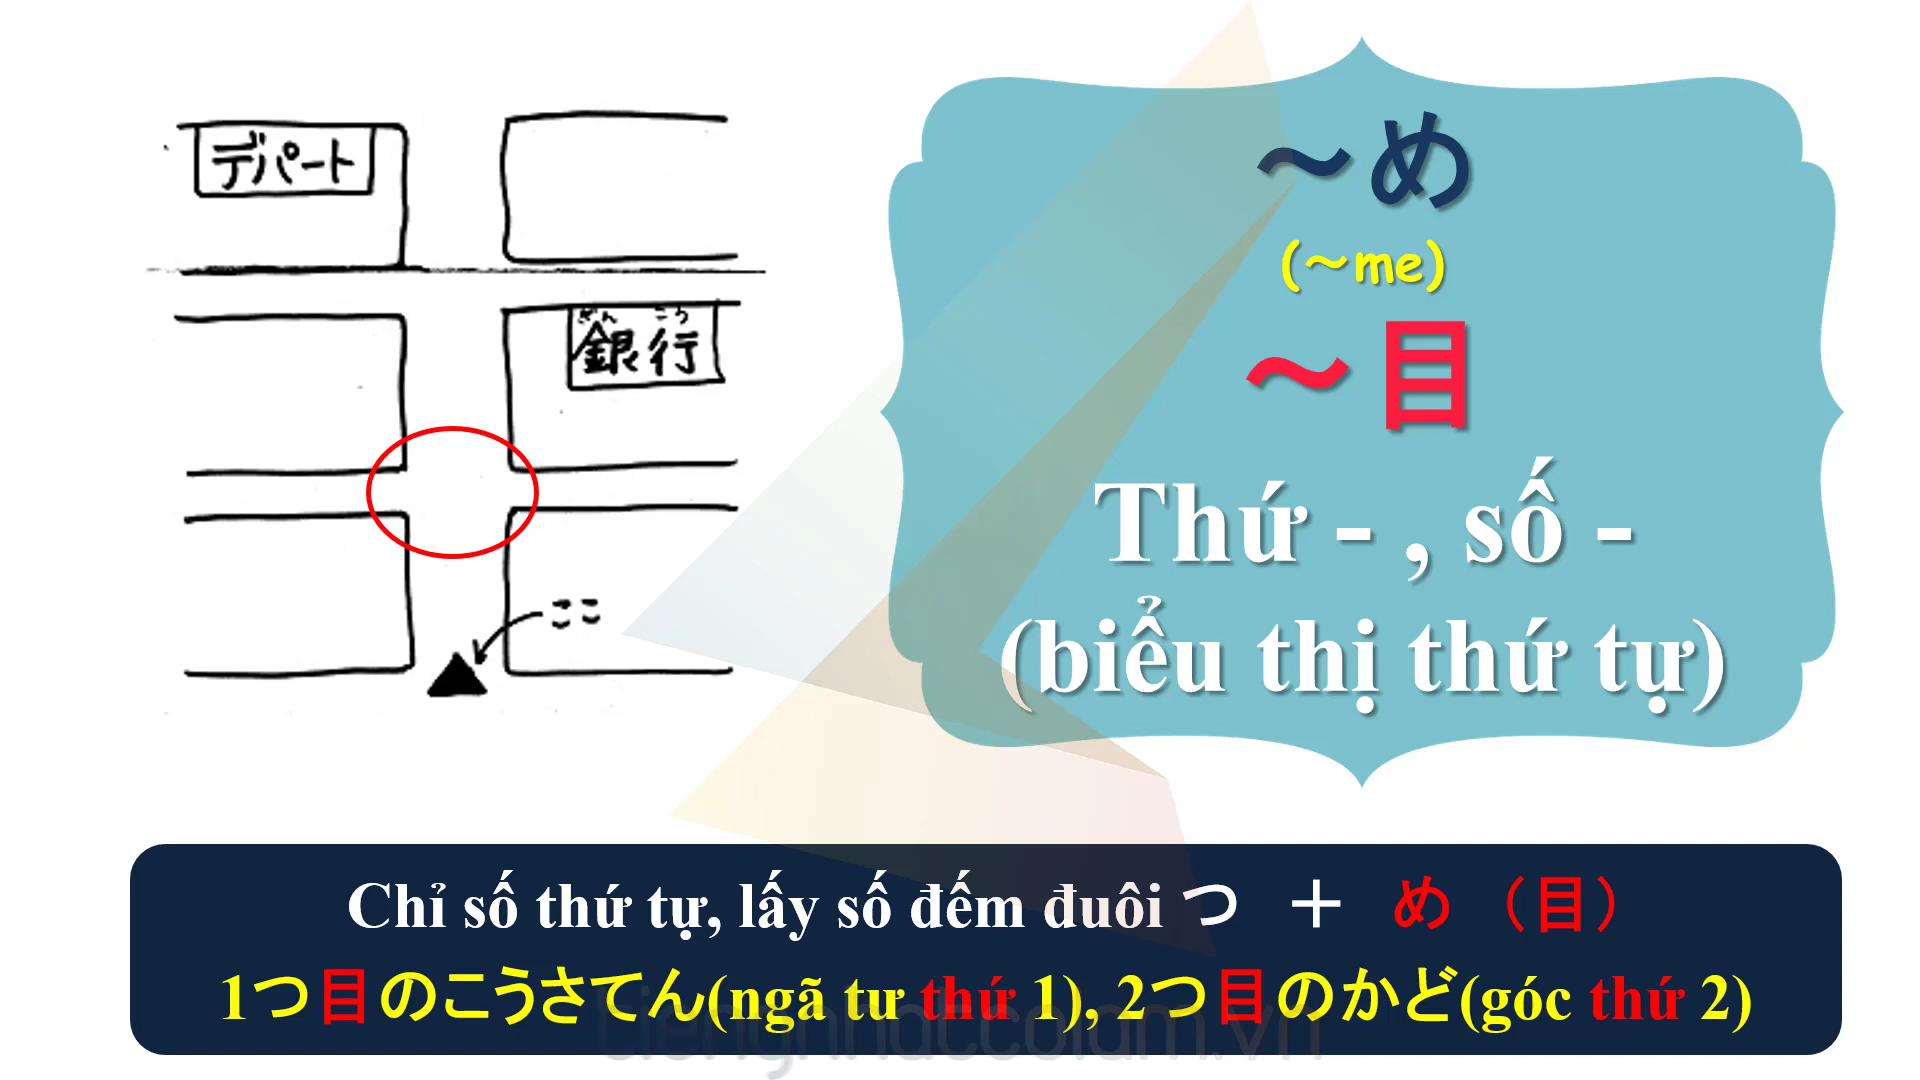 デパート
ぎんこう
銀行
ここ
～め
(～me)
～目
Thứ - , số -
(biểu thị thứ tự)
Chỉ số thứ tự, lấy số đếm đuôi つ ＋ め （目）
1つ目のこうさてん(ngã tư thứ 1), 2つ目のかど(góc thứ 2)
tiengnhatcolam.vn